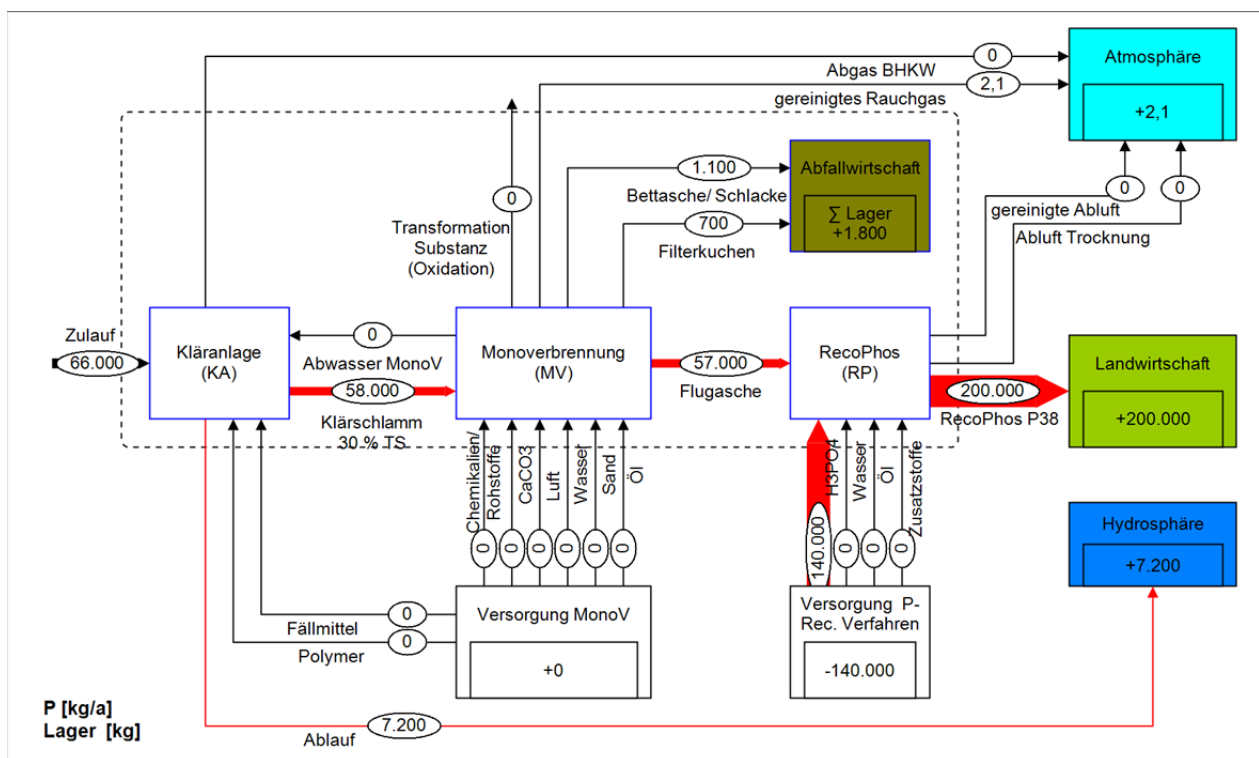 0
Atmosphäre
Abgas BHKW
2,1
gereinigtes Rauchgas
+2,1
1.100
Bettasche/ Schlacke
700
Filterkuchen
Abfallwirtschaft
∑ Lager
+1.800
0
0
gereinigte Abluft
Abluft Trocknung
0
Transformation
Substanz
(Oxidation)
Zulauf
66.000
Kläranlage
(KA)
0
Abwasser MonoV
58.000
Klärschlamm
30 % TS
Monoverbrennung
(MV)
57.000
Flugasche
RecoPhos
(RP)
200.000
RecoPhos P38
Landwirtschaft
+200.000
Chemikalien/
Rohstoffe
CaCO3
Luft
Wasser
Sand
Öl
0
0
0
0
0
0
H3PO4
Wasser
Öl
Zusatzstoffe
140.000
0
0
0
Hydrosphäre
+7.200
0
Fällmittel
0
Polymer
Versorgung MonoV
+0
Versorgung P-
Rec. Verfahren
-140.000
P [kg/a]
Lager [kg]
7.200
Ablauf